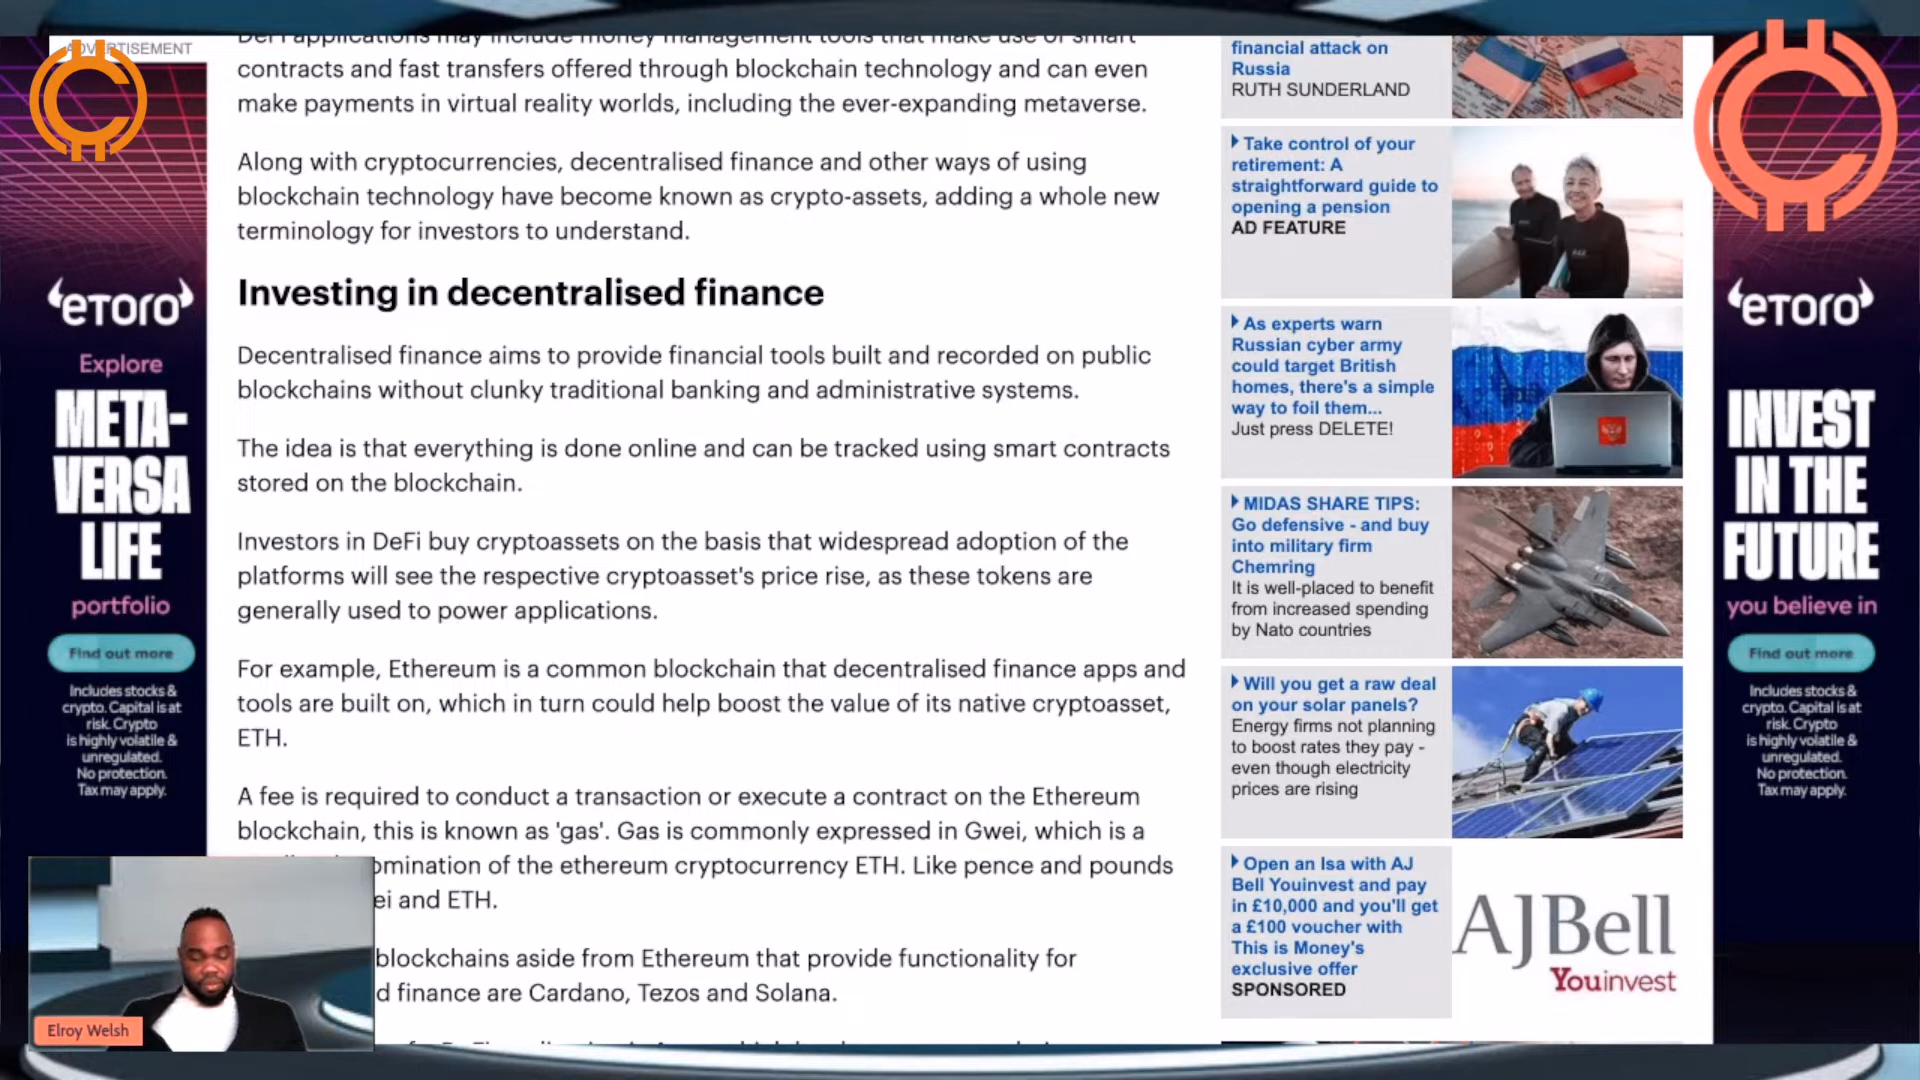 ADVERTISEMENT
DeFi applications may include money management tools that make use of smart
contracts and fast transfers offered through blockchain technology and can even
make payments in virtual reality worlds, including the ever-expanding metaverse.
Along with cryptocurrencies, decentralised finance and other ways of using
blockchain technology have become known as crypto-assets, adding a whole new
terminology for investors to understand.
Investing in decentralised finance
Decentralised finance aims to provide financial tools built and recorded on public
blockchains without clunky traditional banking and administrative systems.
The idea is that everything is done online and can be tracked using smart contracts
stored on the blockchain.
Investors in DeFi buy cryptoassets on the basis that widespread adoption of the
platforms will see the respective cryptoasset's price rise, as these tokens are
generally used to power applications.
For example, Ethereum is a common blockchain that decentralised finance apps and
tools are built on, which in turn could help boost the value of its native cryptoasset,
ETH.
A fee is required to conduct a transaction or execute a contract on the Ethereum
blockchain, this is known as 'gas'. Gas is commonly expressed in Gwei, which is a
omination of the ethereum cryptocurrency ETH. Like pence and pounds
ei and ETH.
blockchains aside from Ethereum that provide functionality for
d finance are Cardano, Tezos and Solana.
eToro
Explore
META-
VERSA
LIFE
portfolio
Find out more
Includes stocks &
crypto. Capital is at
risk. Crypto
is highly volatile &
unregulated.
No protection.
Tax may apply.
Elroy Welsh
financial attack on
Russia
RUTH SUNDERLAND
Take control of your
retirement: A
straightforward guide to
opening a pension
AD FEATURE
As experts warn
Russian cyber army
could target British
homes, there's a simple
way to foil them...
Just press DELETE!
MIDAS SHARE TIPS:
Go defensive - and buy
into military firm
Chemring
It is well-placed to benefit
from increased spending
by Nato countries
Will you get a raw deal
on your solar panels?
Energy firms not planning
to boost rates they pay -
even though electricity
prices are rising
Open an Isa with AJ
Bell Youinvest and pay
in £10,000 and you'll get
a £100 voucher with
This is Money's
exclusive offer
SPONSORED
AJBell
Youinvest
eToro
INVEST
IN THE
FUTURE
you believe in
Find out more
Includes stocks &
crypto. Capital is at
risk. Crypto
is highly volatile &
unregulated.
No protection.
Tax may apply.